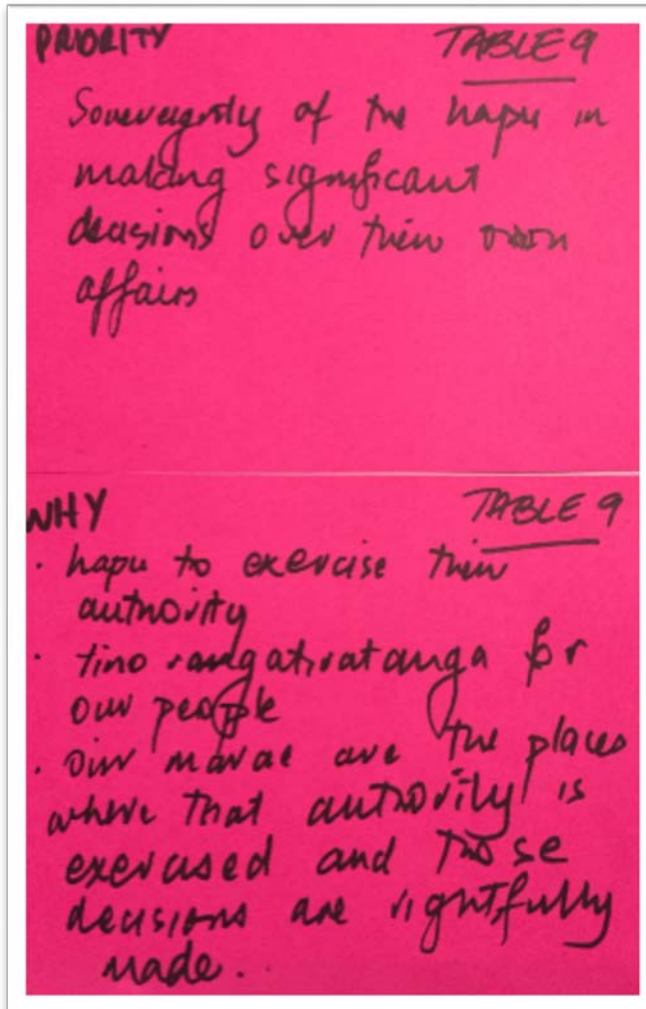 PRIORITY TABLE 9
Sovereignty of the hapu in
making significant
decisions over their own
affairs
WHY TABLE 9
· hapu to exercise their
authority
· tino rangatiratanga for
our people
· Our marae are the places
where that authority is
exercised and those
decisions are rightfully
made.